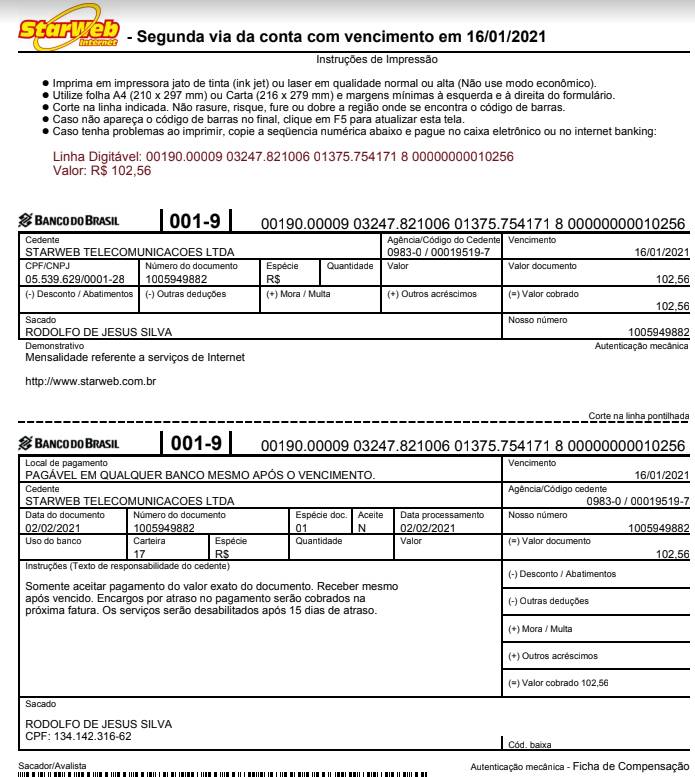 StarWeb
Internet
- Segunda via da conta com vencimento em 16/01/2021
Instruções de Impressão
● Imprima em impressora jato de tinta (ink jet) ou laser em qualidade normal ou alta (Não use modo econômico).
● Utilize folha A4 (210 x 297 mm) ou Carta (216 x 279 mm) e margens mínimas à esquerda e à direita do formulário.
● Corte na linha indicada. Não rasure, risque, fure ou dobre a região onde se encontra o código de barras.
● Caso não apareça o código de barras no final, clique em F5 para atualizar esta tela.
● Caso tenha problemas ao imprimir, copie a seqüencia numérica abaixo e pague no caixa eletrônico ou no internet banking:
Linha Digitável: 00190.00009 03247.821006 01375.754171 8 00000000010256
Valor: R$ 102,56
BANCO DO BRASIL 001-9 00190.00009 03247.821006 01375.754171 8 00000000010256
Cedente Agência/Código do Cedente Vencimento
STARWEB TELECOMUNICACOES LTDA 0983-0 / 00019519-7 16/01/2021
CPF/CNPJ Número do documento Espécie Quantidade Valor Valor documento
05.539.629/0001-28 1005949882 R$ 102,56
(-) Desconto / Abatimentos (-) Outras deduções (+) Mora / Multa (+) Outros acréscimos (=) Valor cobrado
102,56
Sacado Nosso número
RODOLFO DE JESUS SILVA 1005949882
Demonstrativo Autenticação mecânica
Mensalidade referente a serviços de Internet
http://www.starweb.com.br
Corte na linha pontilhada
BANCO DO BRASIL 001-9 00190.00009 03247.821006 01375.754171 8 00000000010256
Local de pagamento Vencimento
PAGÁVEL EM QUALQUER BANCO MESMO APÓS O VENCIMENTO. 16/01/2021
Cedente Agência/Código cedente
STARWEB TELECOMUNICACOES LTDA 0983-0 / 00019519-7
Data do documento Número do documento Espécie doc. Aceite Data processamento Nosso número
02/02/2021 1005949882 01 N 02/02/2021 1005949882
Uso do banco Carteira Espécie Quantidade Valor (=) Valor documento
17 R$ 102,56
Instruções (Texto de responsabilidade do cedente) (-) Desconto / Abatimentos
Somente aceitar pagamento do valor exato do documento. Receber mesmo
após vencido. Encargos por atraso no pagamento serão cobrados na
próxima fatura. Os serviços serão desabilitados após 15 dias de atraso.
(-) Outras deduções
(+) Mora / Multa
(+) Outros acréscimos
(=) Valor cobrado 102,56
Sacado
RODOLFO DE JESUS SILVA
CPF: 134.142.316-62
Cód. baixa
Sacador/Avalista Autenticação mecânica - Ficha de Compensação